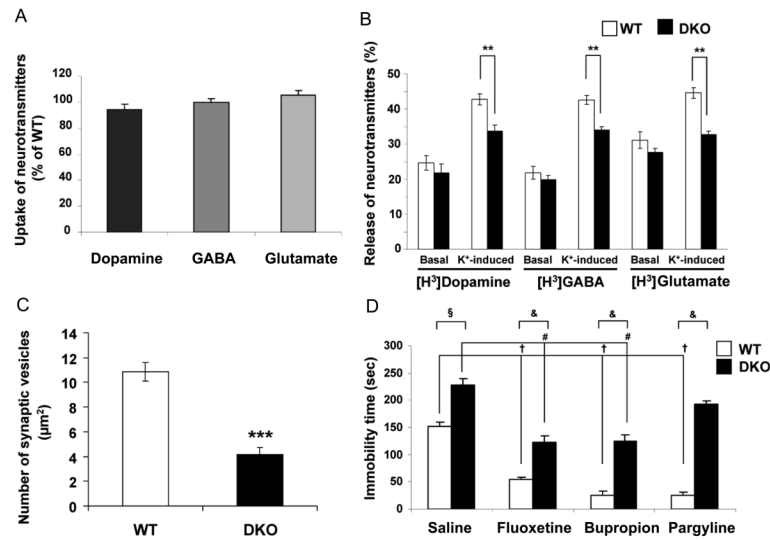 A
Uptake of neurotransmitters
(% of WT)
120
100
80
60
40
20
0
Dopamine GABA Glutamate
B
WT DKO
Release of neurotransmitters (%)
50
40
30
20
10
0
** ** **
Basal K⁺-induced Basal K⁺-induced Basal K⁺-induced
[H³]Dopamine [H³]GABA [H³]Glutamate
C
Number of synaptic vesicles
(µm²)
14
12
10
8
6
4
2
0
***
WT DKO
D
§ & & &
# #
† † †
WT
DKO
Immobility time (sec)
300
250
200
150
100
50
0
Saline Fluoxetine Bupropion Pargyline